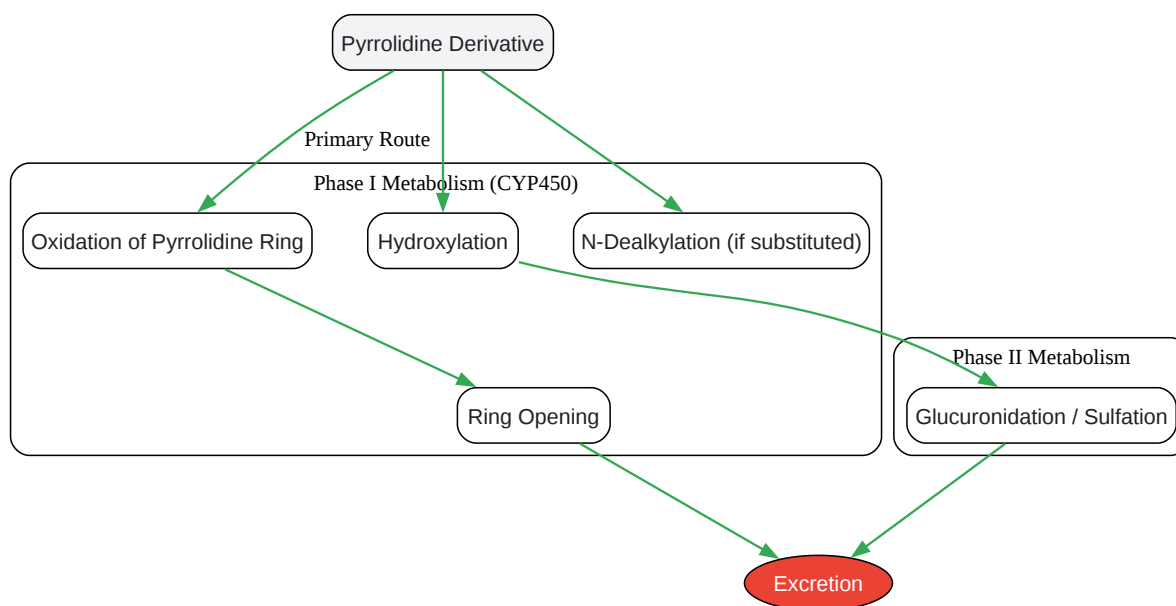 Pyrrolidine Derivative
Primary Route
Phase I Metabolism (CYP450)
Oxidation of Pyrrolidine Ring
Hydroxylation
N-Dealkylation (if substituted)
Phase II Metabolism
Ring Opening
Glucuronidation / Sulfation
Excretion